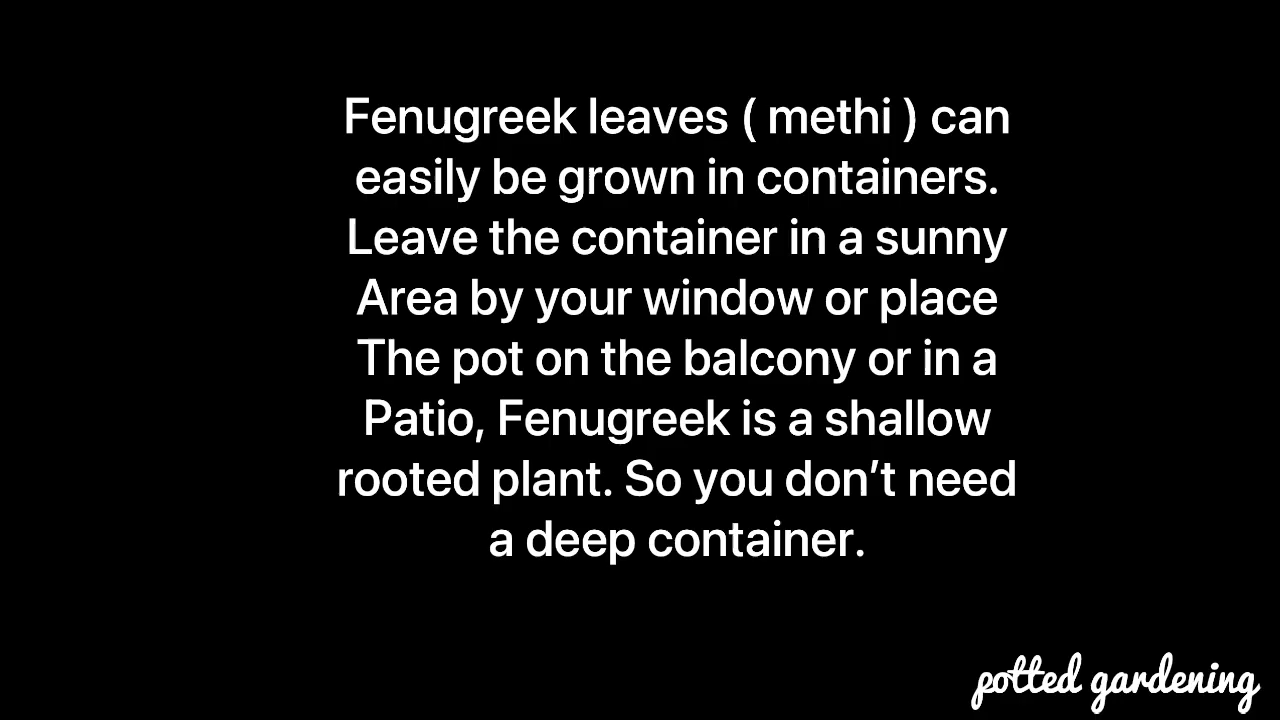 Fenugreek leaves ( methi ) can
easily be grown in containers.
Leave the container in a sunny
Area by your window or place
The pot on the balcony or in a
Patio, Fenugreek is a shallow
rooted plant. So you don’t need
a deep container.
potted gardening